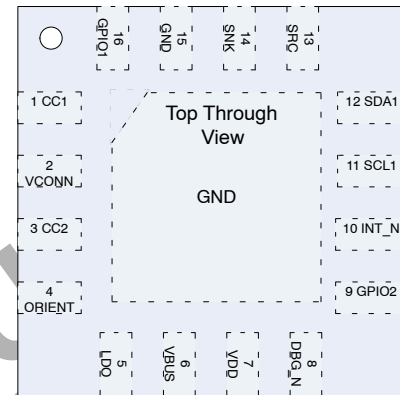 16 GPIO1
15 GND
14 SNK
13 SRC
1 CC1
2
VCONN
3 CC2
4
ORIENT
Top Through
View
GND
12 SDA1
11 SCL1
10 INT_N
9 GPIO2
5 LDO
6 VBUS
7 VDD
8 DBG_N